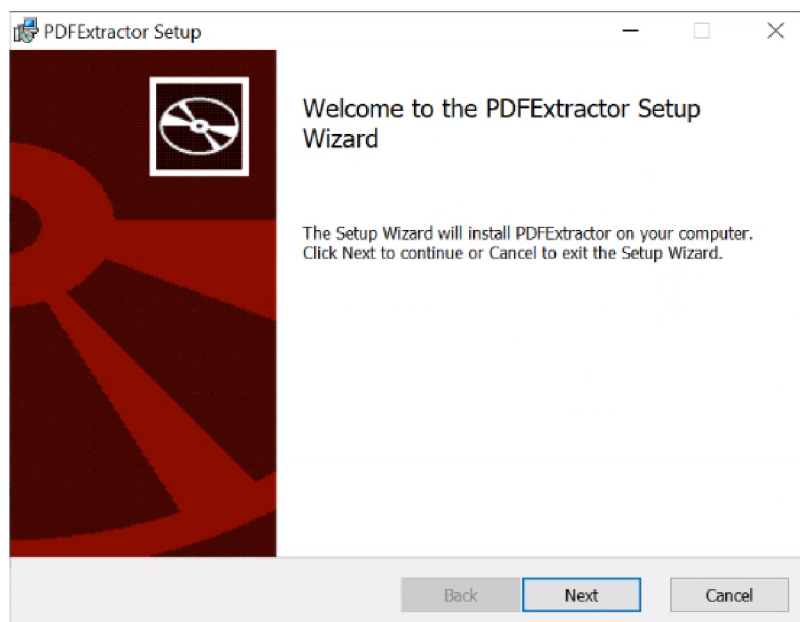 PDFExtractor Setup
Welcome to the PDFExtractor Setup
Wizard
The Setup Wizard will install PDFExtractor on your computer.
Click Next to continue or Cancel to exit the Setup Wizard.
Back
Next
Cancel